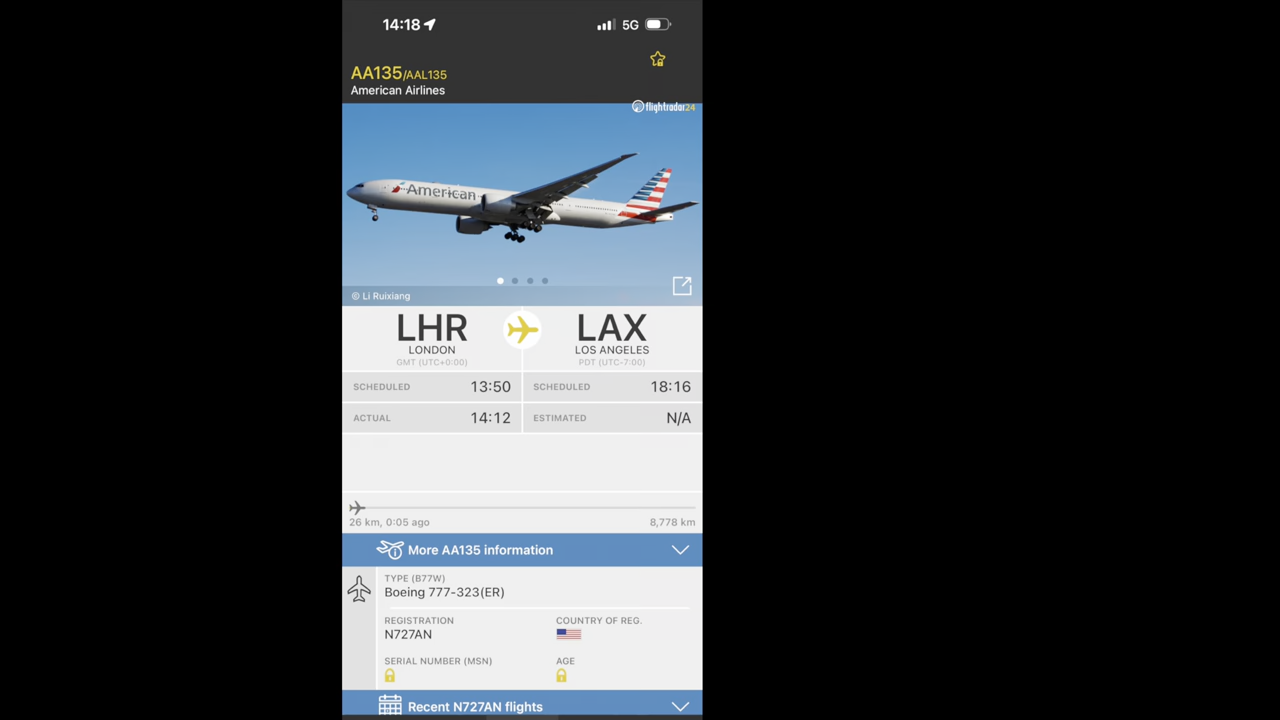 14:18
5G
AA135/AAL135
American Airlines
flightradar24
American
© Li Ruixiang
LHR
LONDON
GMT (UTC+0:00)
LAX
LOS ANGELES
PDT (UTC-7:00)
SCHEDULED 13:50
SCHEDULED 18:16
ACTUAL 14:12
ESTIMATED N/A
26 km, 0:05 ago
8,778 km
More AA135 information
TYPE (B77W)
Boeing 777-323(ER)
REGISTRATION
N727AN
COUNTRY OF REG.
SERIAL NUMBER (MSN)
AGE
Recent N727AN flights